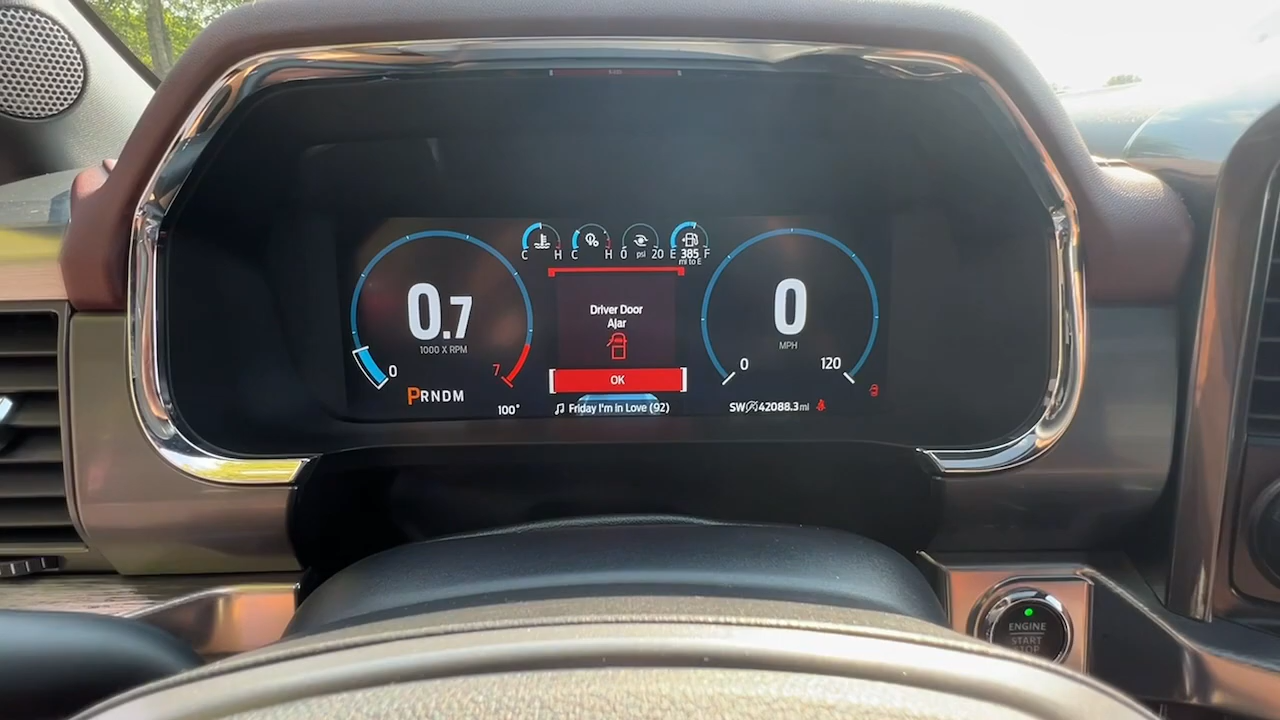 C H C H 0 psi 20 E 385 F
mi to E
Driver Door
Ajar
0.7
1000 X RPM
0
7
0
MPH
0
120
OK
PRNDM
100°
Friday I'm in Love (92)
SW 42088.3 mi
ENGINE
START
STOP